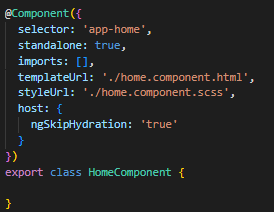 @Component({
  selector: 'app-home',
  standalone: true,
  imports: [],
  templateUrl: './home.component.html',
  styleUrl: './home.component.scss',
  host: {
    ngSkipHydration: 'true'
  }
})
export class HomeComponent {
}